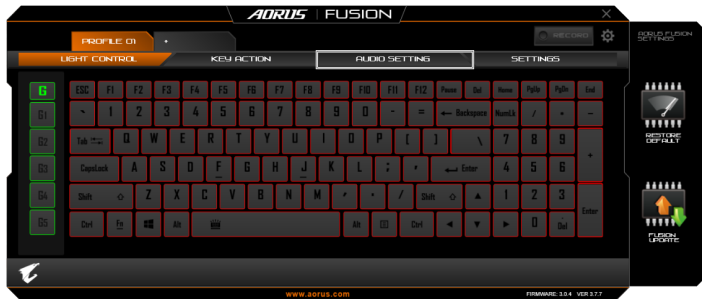 AORUS | FUSION
PROFILE 01
RECORD
AORUS FUSION
SETTINGS
LIGHT CONTROL KEY ACTION AUDIO SETTING SETTINGS
G ESC F1 F2 F3 F4 F5 F6 F7 F8 F9 F10 F11 F12 Pause Del Home PgUp PgDn End
G1 ` 1 2 3 4 5 6 7 8 9 0 - = ← Backspace NumLk / * -
G2 Tab Q W E R T Y U I O P [ ] \ 7 8 9 +
G3 CapsLock A S D F G H J K L ; ' Enter 4 5 6
G4 Shift Z X C V B N M , . / Shift 1 2 3
G5 Ctrl Fn Alt Alt Ctrl 0 Del Enter
RESTORE
DEFAULT
FUSION
UPDATE
www.aorus.com
FIRMWARE: 3.0.4 VER 3.7.7